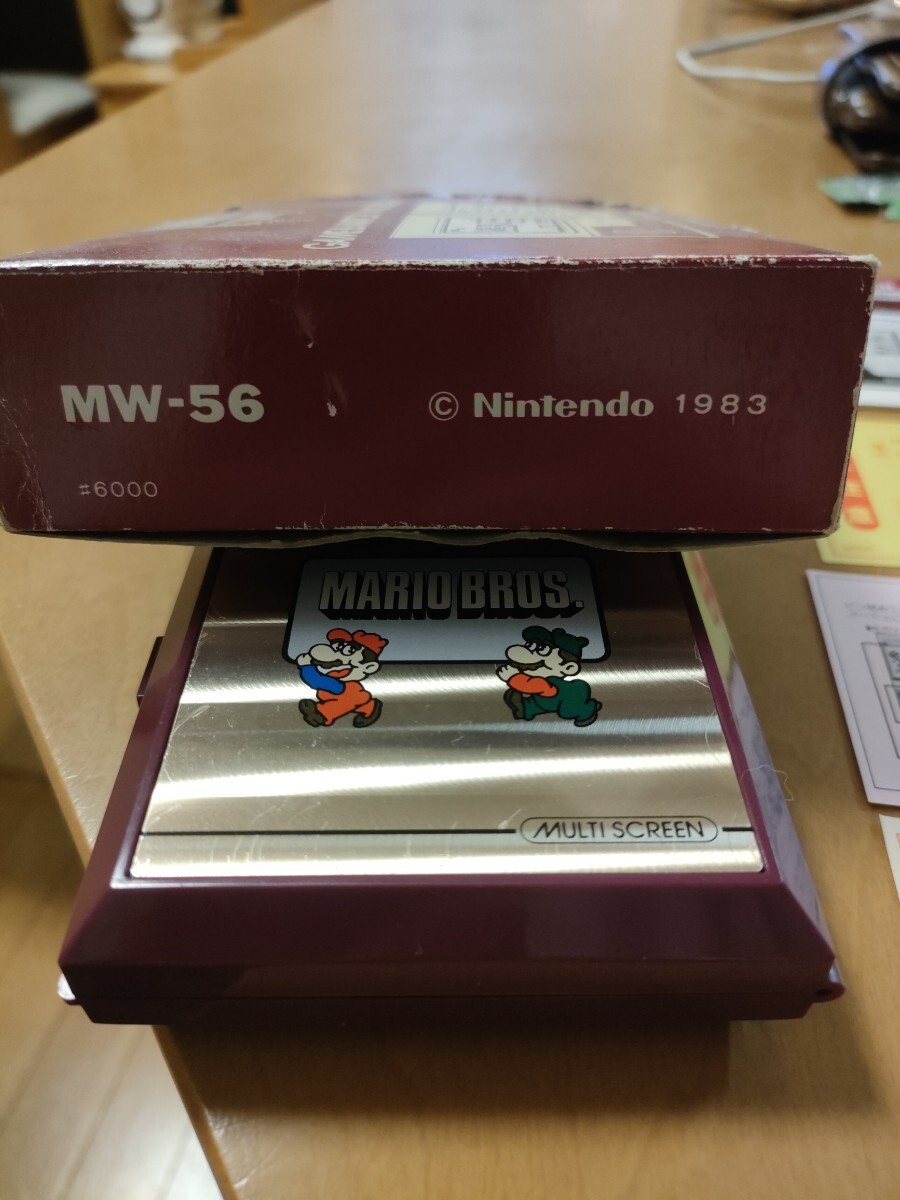 MW-56
© Nintendo 1983
#6000
MARIO BROS.
MULTI SCREEN